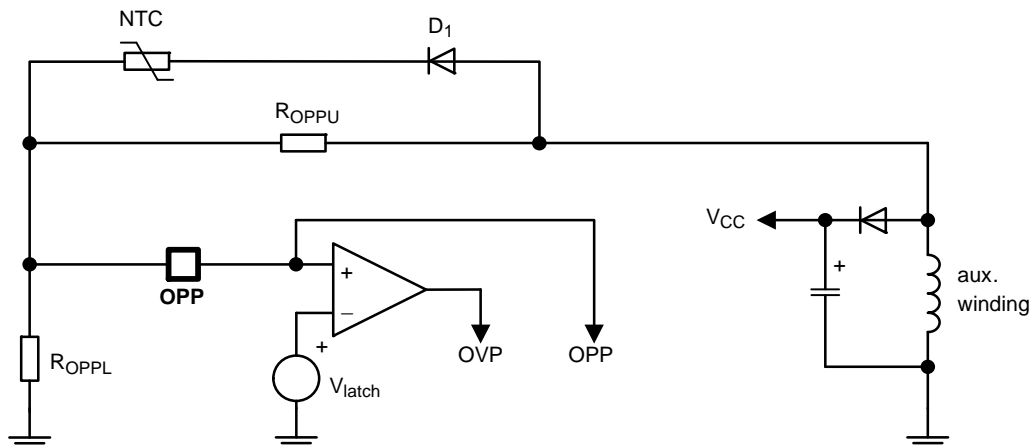 NTC
D1
ROPPU
VCC
+
aux.
winding
OPP
+
−
+
OVP
OPP
ROPPL
Vlatch